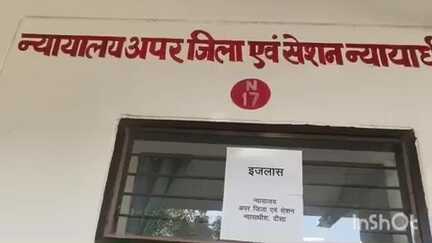 न्यायालय अपर जिला एवं सेशन न्यायाधी
N
17
इजलास
न्यायालय
अपर जिला एवं सेशन
न्यायाधीश, दौसा
InShOt